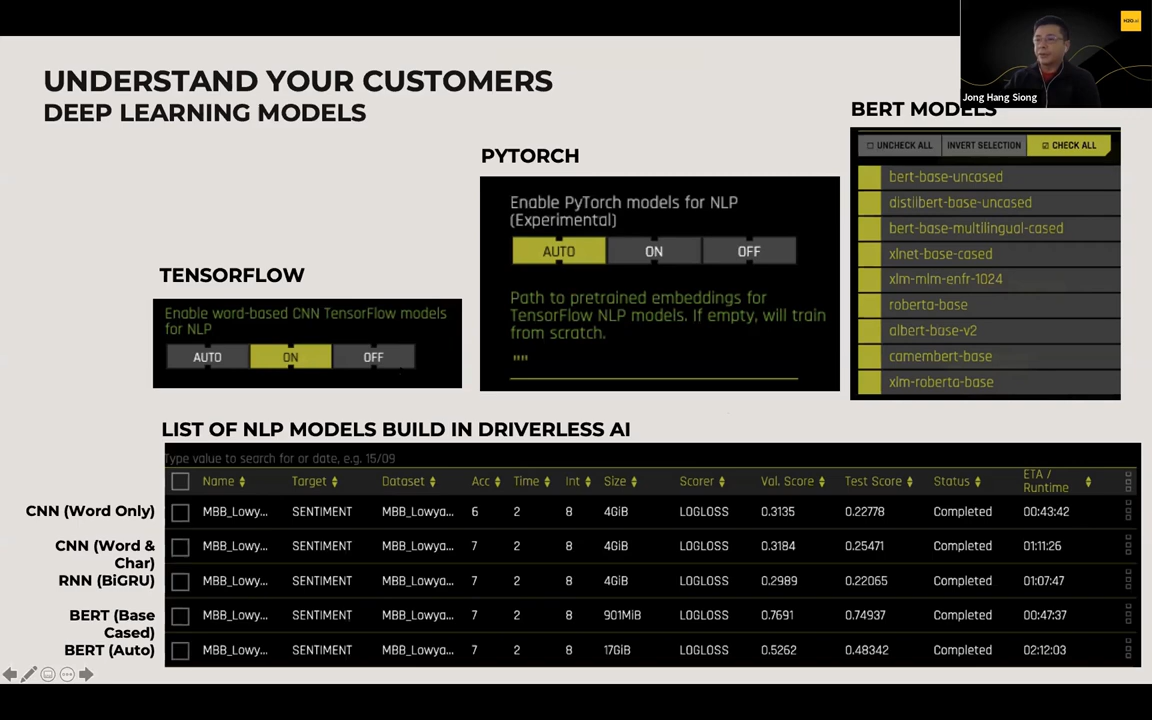 H2O.ai
Jong Hang Siong
UNDERSTAND YOUR CUSTOMERS
DEEP LEARNING MODELS
TENSORFLOW
Enable word-based CNN TensorFlow models
for NLP
AUTO ON OFF
PYTORCH
Enable PyTorch models for NLP
(Experimental)
AUTO ON OFF
Path to pretrained embeddings for
TensorFlow NLP models. If empty, will train
from scratch.
""
BERT MODELS
UNCHECK ALL INVERT SELECTION CHECK ALL
bert-base-uncased
distilbert-base-uncased
bert-base-multilingual-cased
xlnet-base-cased
xlm-mlm-enfr-1024
roberta-base
albert-base-v2
camembert-base
xlm-roberta-base
LIST OF NLP MODELS BUILD IN DRIVERLESS AI
Type value to search for or date, e.g. 15/09
Name Target Dataset Acc Time Int Size Scorer Val. Score Test Score Status ETA /
Runtime
CNN (Word Only) MBB_Lowy... SENTIMENT MBB_Lowya... 6 2 8 4GiB LOGLOSS 0.3135 0.22778 Completed 00:43:42
CNN (Word &
Char) MBB_Lowy... SENTIMENT MBB_Lowya... 7 2 8 4GiB LOGLOSS 0.3184 0.25471 Completed 01:11:26
RNN (BiGRU) MBB_Lowy... SENTIMENT MBB_Lowya... 7 2 8 4GiB LOGLOSS 0.2989 0.22065 Completed 01:07:47
BERT (Base
Cased) MBB_Lowy... SENTIMENT MBB_Lowya... 7 2 8 901MiB LOGLOSS 0.7691 0.74937 Completed 00:47:37
BERT (Auto) MBB_Lowy... SENTIMENT MBB_Lowya... 7 2 8 17GiB LOGLOSS 0.5262 0.48342 Completed 02:12:03